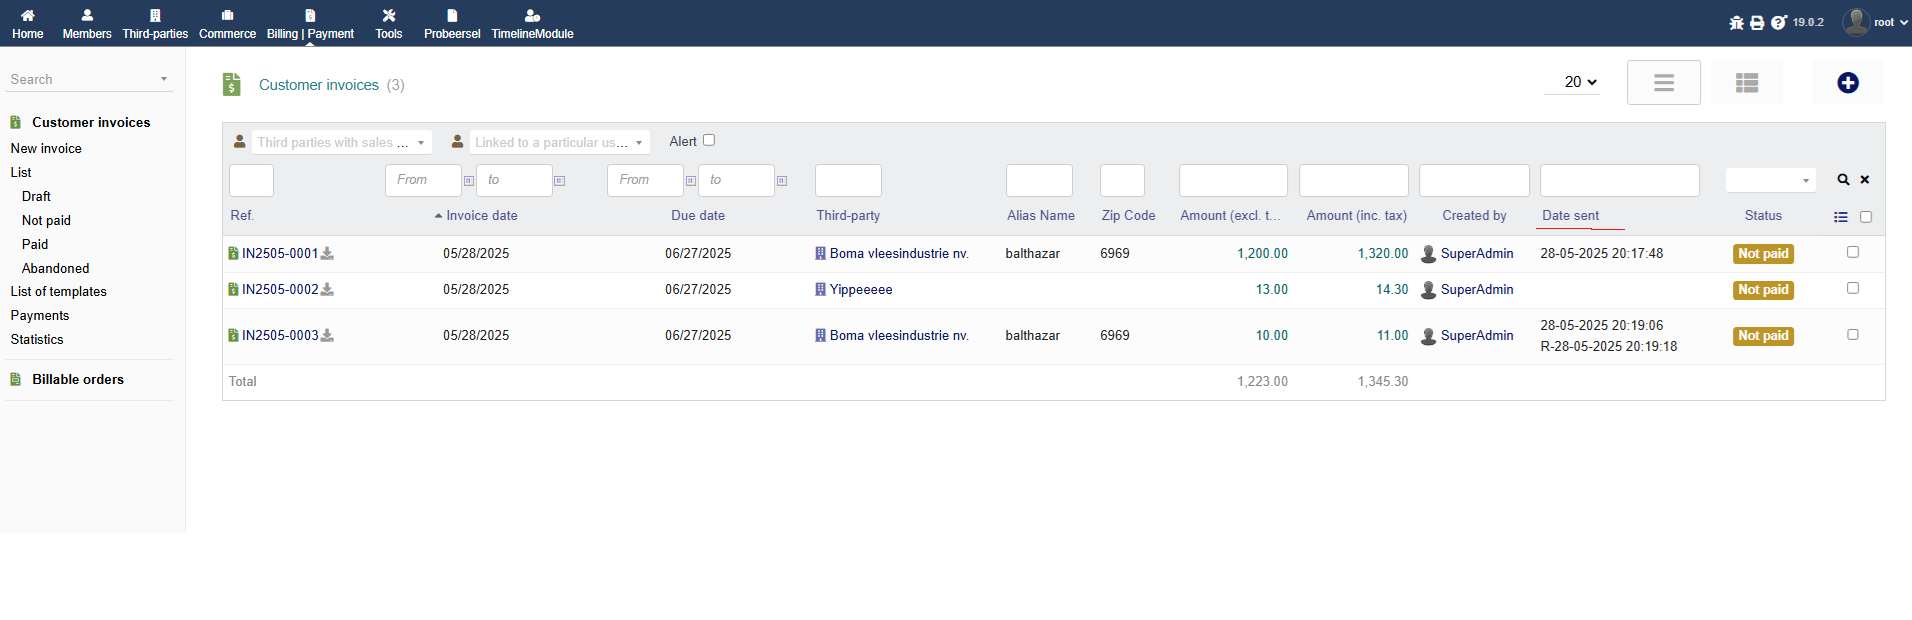 Home Members Third-parties Commerce Billing | Payment Tools Probeersel TimelineModule 19.0.2 root
Search
Customer invoices
New invoice
List
Draft
Not paid
Paid
Abandoned
List of templates
Payments
Statistics
Billable orders
Customer invoices (3) 20
Third parties with sales ... Linked to a particular us... Alert
From to From to
Ref. Invoice date Due date Third-party Alias Name Zip Code Amount (excl. t... Amount (inc. tax) Created by Date sent Status
IN2505-0001 05/28/2025 06/27/2025 Boma vleesindustrie nv. balthazar 6969 1,200.00 1,320.00 SuperAdmin 28-05-2025 20:17:48 Not paid
IN2505-0002 05/28/2025 06/27/2025 Yippeeeee 13.00 14.30 SuperAdmin Not paid
IN2505-0003 05/28/2025 06/27/2025 Boma vleesindustrie nv. balthazar 6969 10.00 11.00 SuperAdmin 28-05-2025 20:19:06 Not paid
R-28-05-2025 20:19:18
Total 1,223.00 1,345.30